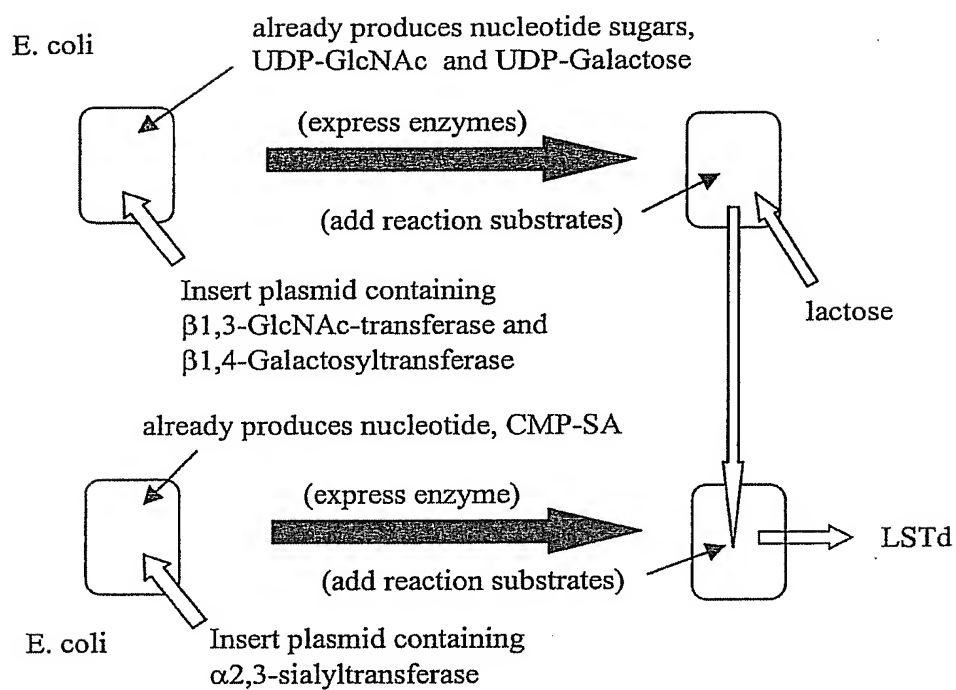 E. coli
already produces nucleotide sugars,
UDP-GlcNAc and UDP-Galactose
(express enzymes)
(add reaction substrates)
Insert plasmid containing
β1,3-GlcNAc-transferase and
β1,4-Galactosyltransferase
lactose
already produces nucleotide, CMP-SA
(express enzyme)
(add reaction substrates)
LSTd
E. coli
Insert plasmid containing
α2,3-sialyltransferase